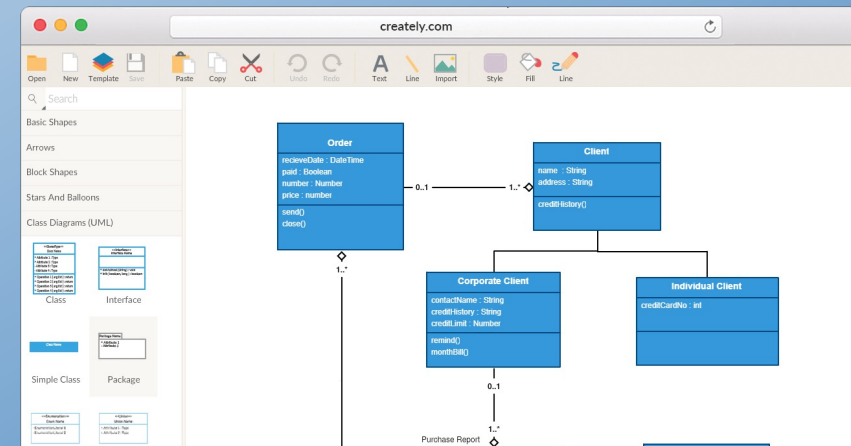 creately.com
Open New Template Save Paste Copy Cut Undo Redo Text Line Import Style Fill Line
Search
Basic Shapes
Arrows
Block Shapes
Stars And Balloons
Class Diagrams (UML)
Class Interface
Simple Class Package
Order
recieveDate : DateTime
paid : Boolean
number : Number
price : number
send()
close()
0..1 1..*
Client
name : String
address : String
creditHistory()
1..*
Corporate Client
contactName : String
creditHistory : String
creditLimit : Number
remind()
monthBill()
Individual Client
creditCardNo : int
0..1
1..*
Purchase Report